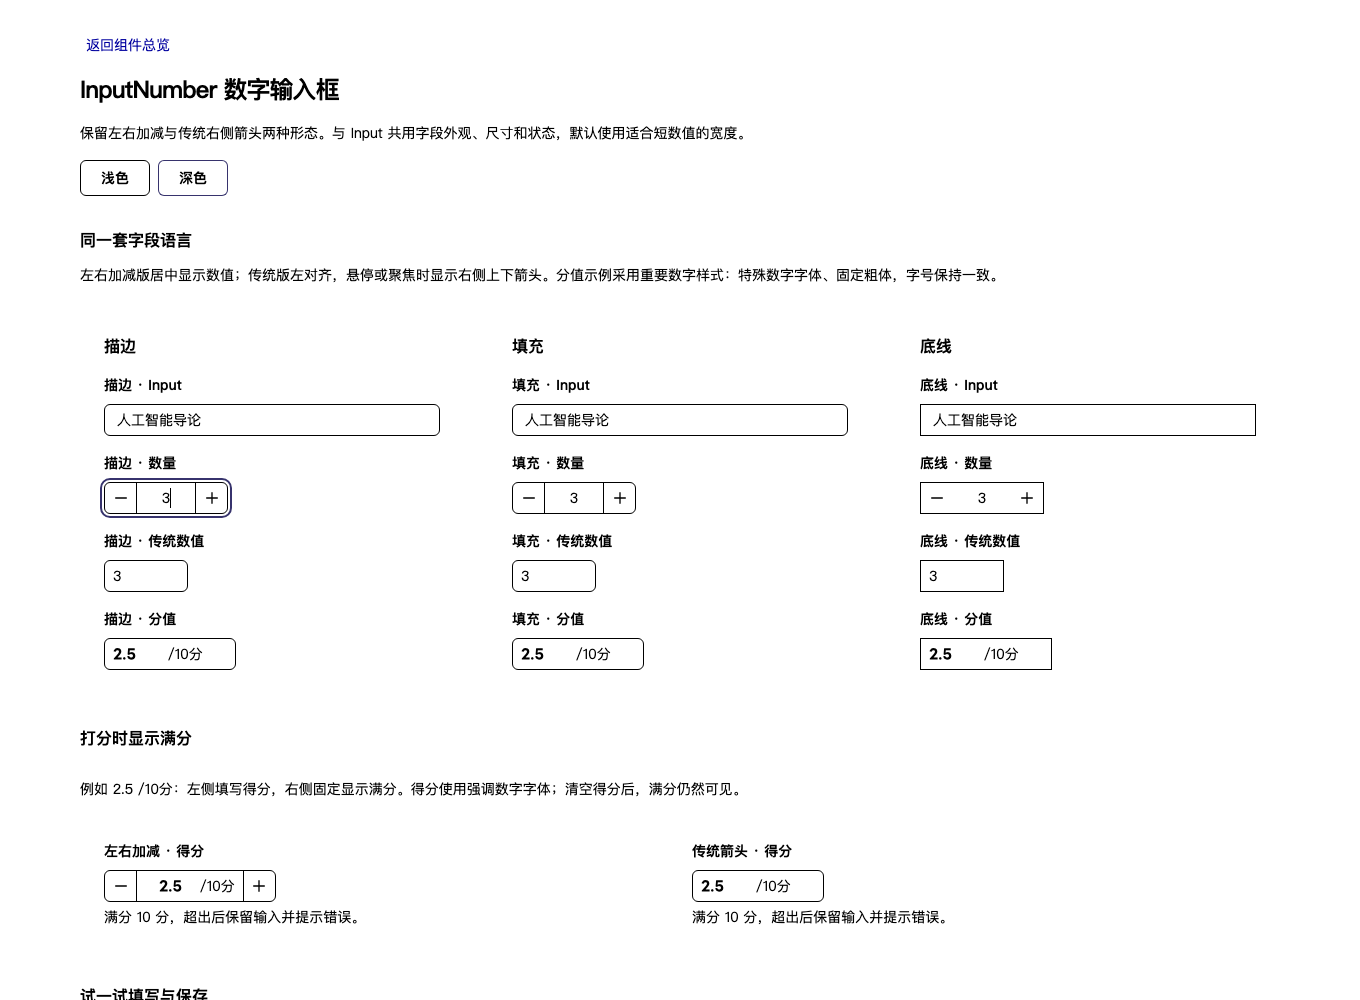 返回组件总览
InputNumber 数字输入框
保留左右加减与传统右侧箭头两种形态。与 Input 共用字段外观、尺寸和状态，默认使用适合短数值的宽度。
浅色 深色
同一套字段语言
左右加减版居中显示数值；传统版左对齐，悬停或聚焦时显示右侧上下箭头。分值示例采用重要数字样式：特殊数字字体、固定粗体，字号保持一致。
描边 填充 底线
描边 · Input 填充 · Input 底线 · Input
人工智能导论 人工智能导论 人工智能导论
描边 · 数量 填充 · 数量 底线 · 数量
− 3 + − 3 + − 3 +
描边 · 传统数值 填充 · 传统数值 底线 · 传统数值
3 3 3
描边 · 分值 填充 · 分值 底线 · 分值
2.5 /10分 2.5 /10分 2.5 /10分
打分时显示满分
例如 2.5 /10分：左侧填写得分，右侧固定显示满分。得分使用强调数字字体；清空得分后，满分仍然可见。
左右加减 · 得分 传统箭头 · 得分
− 2.5 /10分 + 2.5 /10分
满分 10 分，超出后保留输入并提示错误。 满分 10 分，超出后保留输入并提示错误。
试一试填写与保存